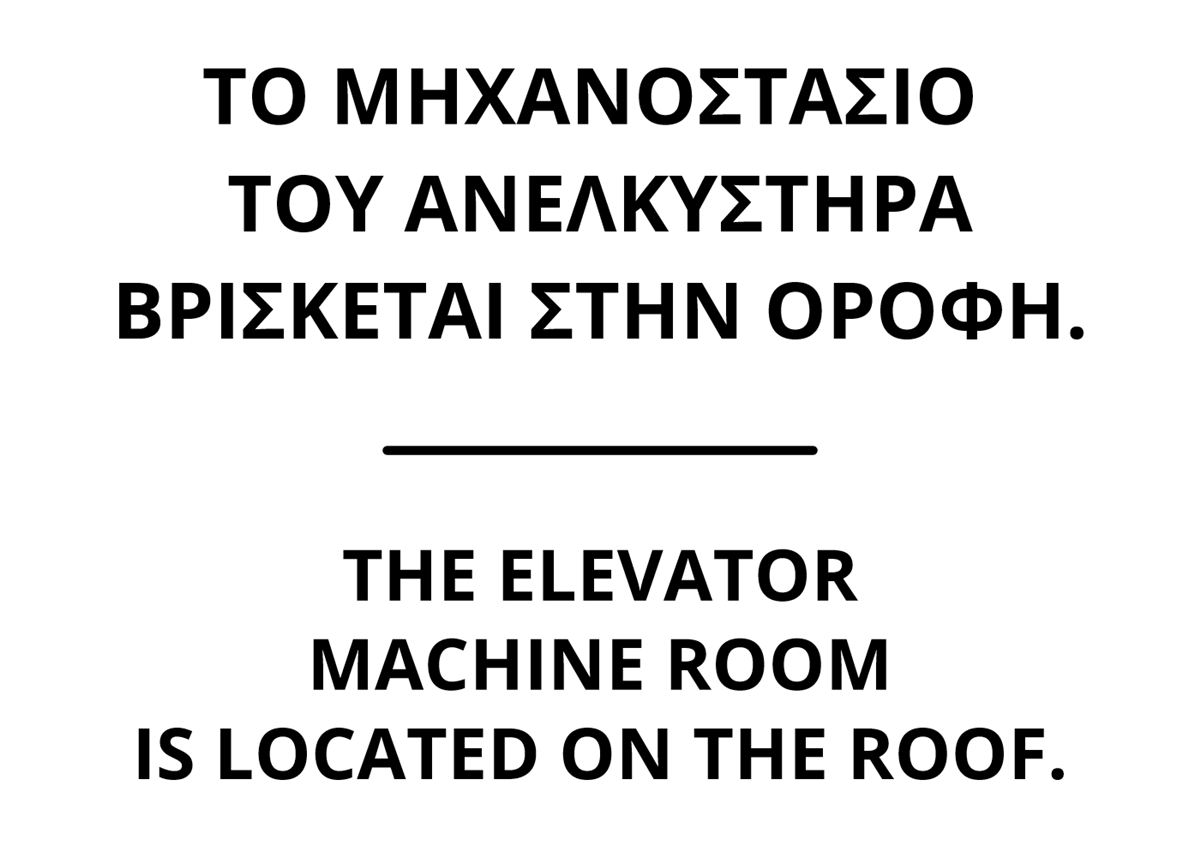 ΤΟ ΜΗΧΑΝΟΣΤΑΣΙΟ
ΤΟΥ ΑΝΕΛΚΥΣΤΗΡΑ
ΒΡΙΣΚΕΤΑΙ ΣΤΗΝ ΟΡΟΦΗ.
THE ELEVATOR
MACHINE ROOM
IS LOCATED ON THE ROOF.